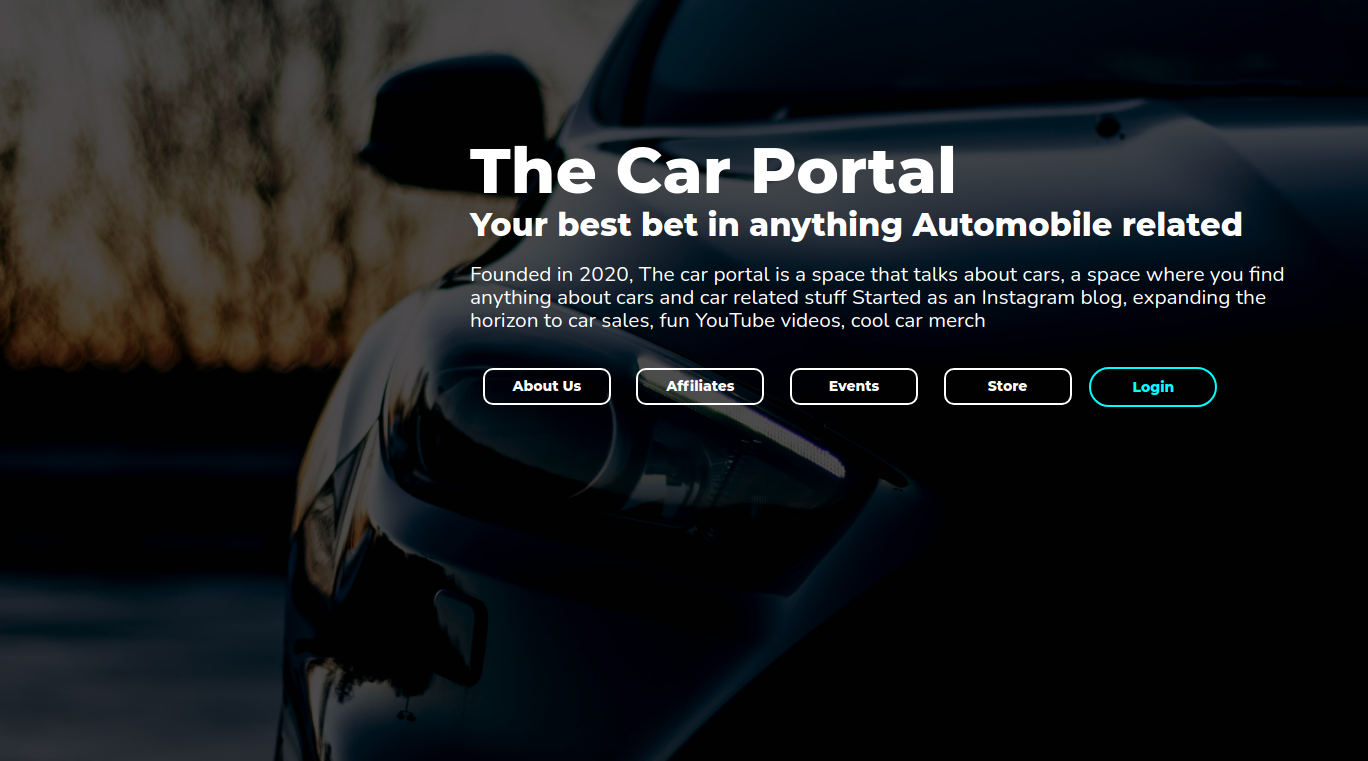 The Car Portal
Your best bet in anything Automobile related
Founded in 2020, The car portal is a space that talks about cars, a space where you find
anything about cars and car related stuff Started as an Instagram blog, expanding the
horizon to car sales, fun YouTube videos, cool car merch
About Us Affiliates Events Store Login